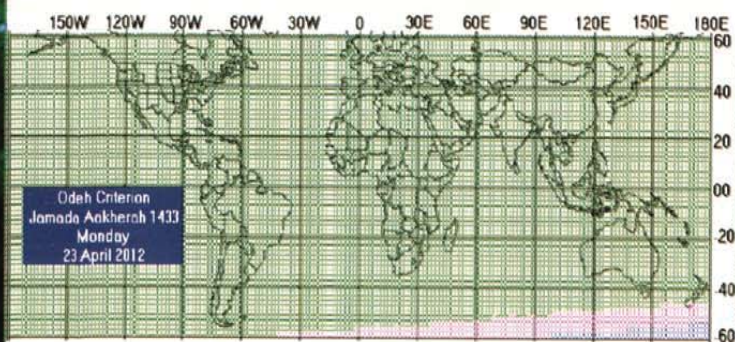 150W 120W 90W 60W 30W 0 30E 60E 90E 120E 150E 180E
60
40
20
00
-20
-40
-60
Odeh Criterion
Jamada Aakherah 1433
Monday
23 April 2012